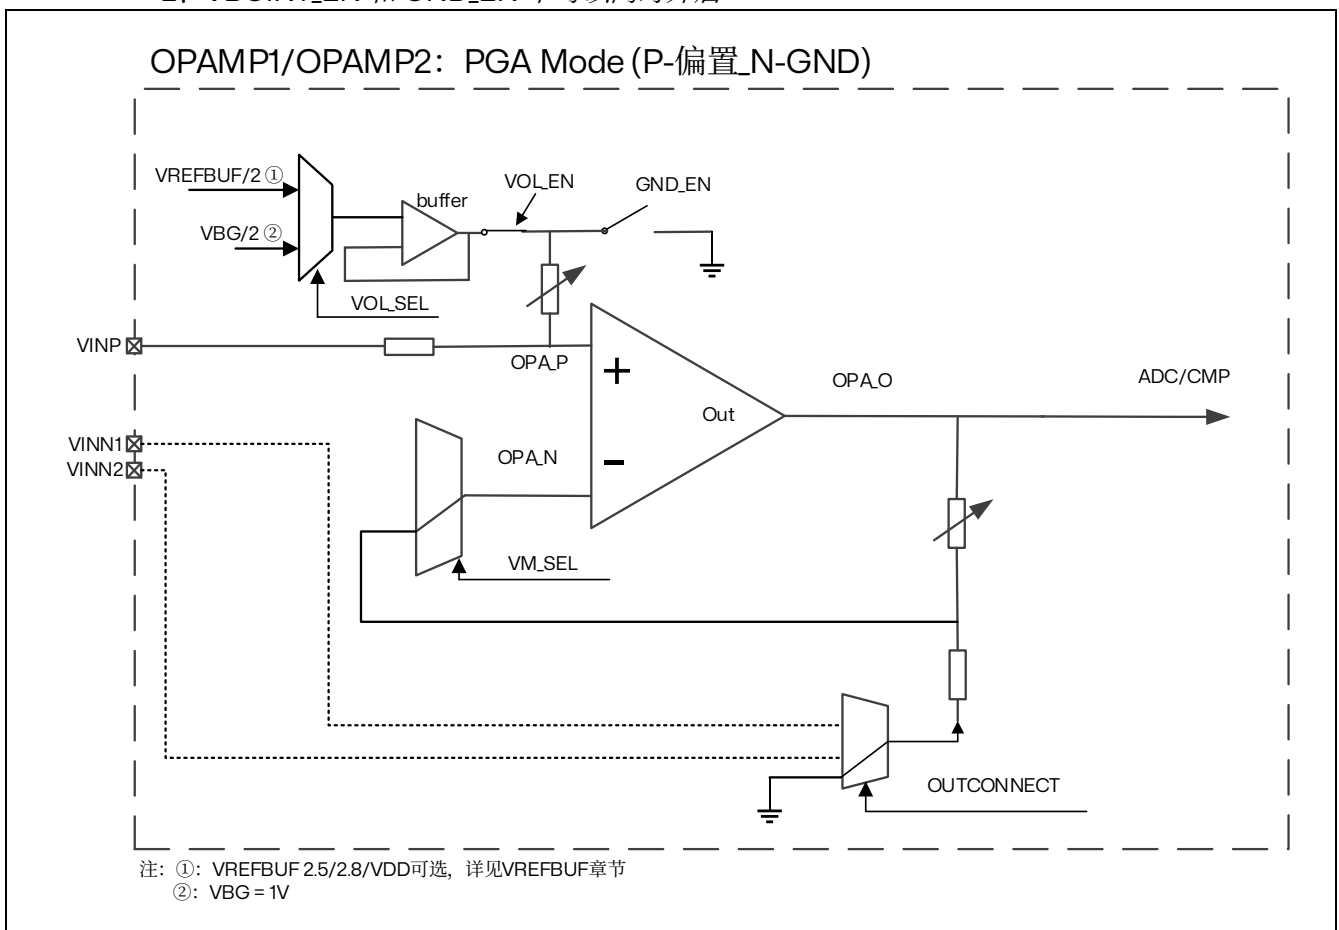 OPAMP1/OPAMP2：PGA Mode (P-偏置_N-GND)
VREFBUF/2 ①
VBG/2 ②
buffer
VOL_EN
GND_EN
VOL_SEL
VINP
OPA_P
+
OPA_O
ADC/CMP
Out
VINN1
VINN2
OPA_N
-
VM_SEL
OUTCONNECT
注：①：VREFBUF 2.5/2.8/VDD可选，详见VREFBUF章节
②：VBG = 1V